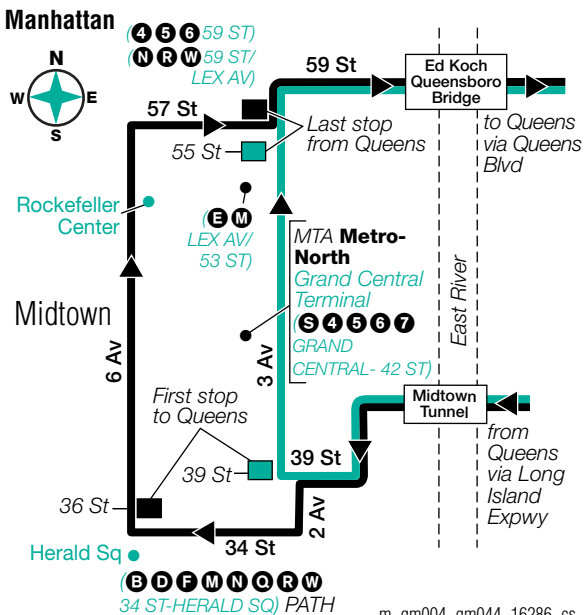 Manhattan
N
W E
S
(4 5 6 59 ST)
(N R W 59 ST/
LEX AV)
59 St
Ed Koch
Queensboro
Bridge
57 St
Last stop
from Queens
to Queens
via Queens
Blvd
55 St
Rockefeller
Center
(E M
LEX AV/
53 ST)
MTA Metro-
North
Grand Central
Terminal
(S 4 5 6 7
GRAND
CENTRAL- 42 ST)
East River
Midtown
6 Av
3 Av
First stop
to Queens
Midtown
Tunnel
from
Queens
via Long
Island
Expwy
39 St
39 St
2 Av
36 St
34 St
Herald Sq
(B D F M N Q R W
34 ST-HERALD SQ) PATH